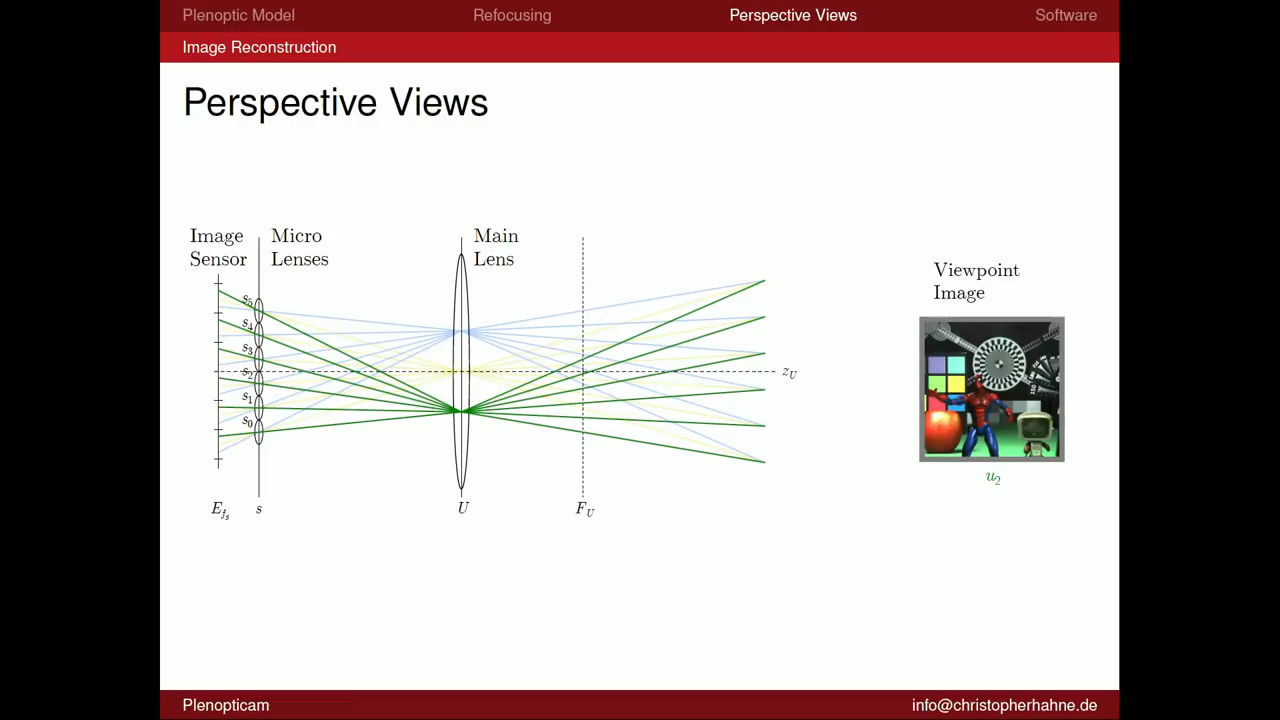 Plenoptic Model Refocusing Perspective Views Software
Image Reconstruction
Perspective Views
Image Sensor
Micro Lenses
Main Lens
Viewpoint Image
s5
s4
s3
s2
s1
s0
zU
u2
Efs s U FU
Plenopticam info@christopherhahne.de